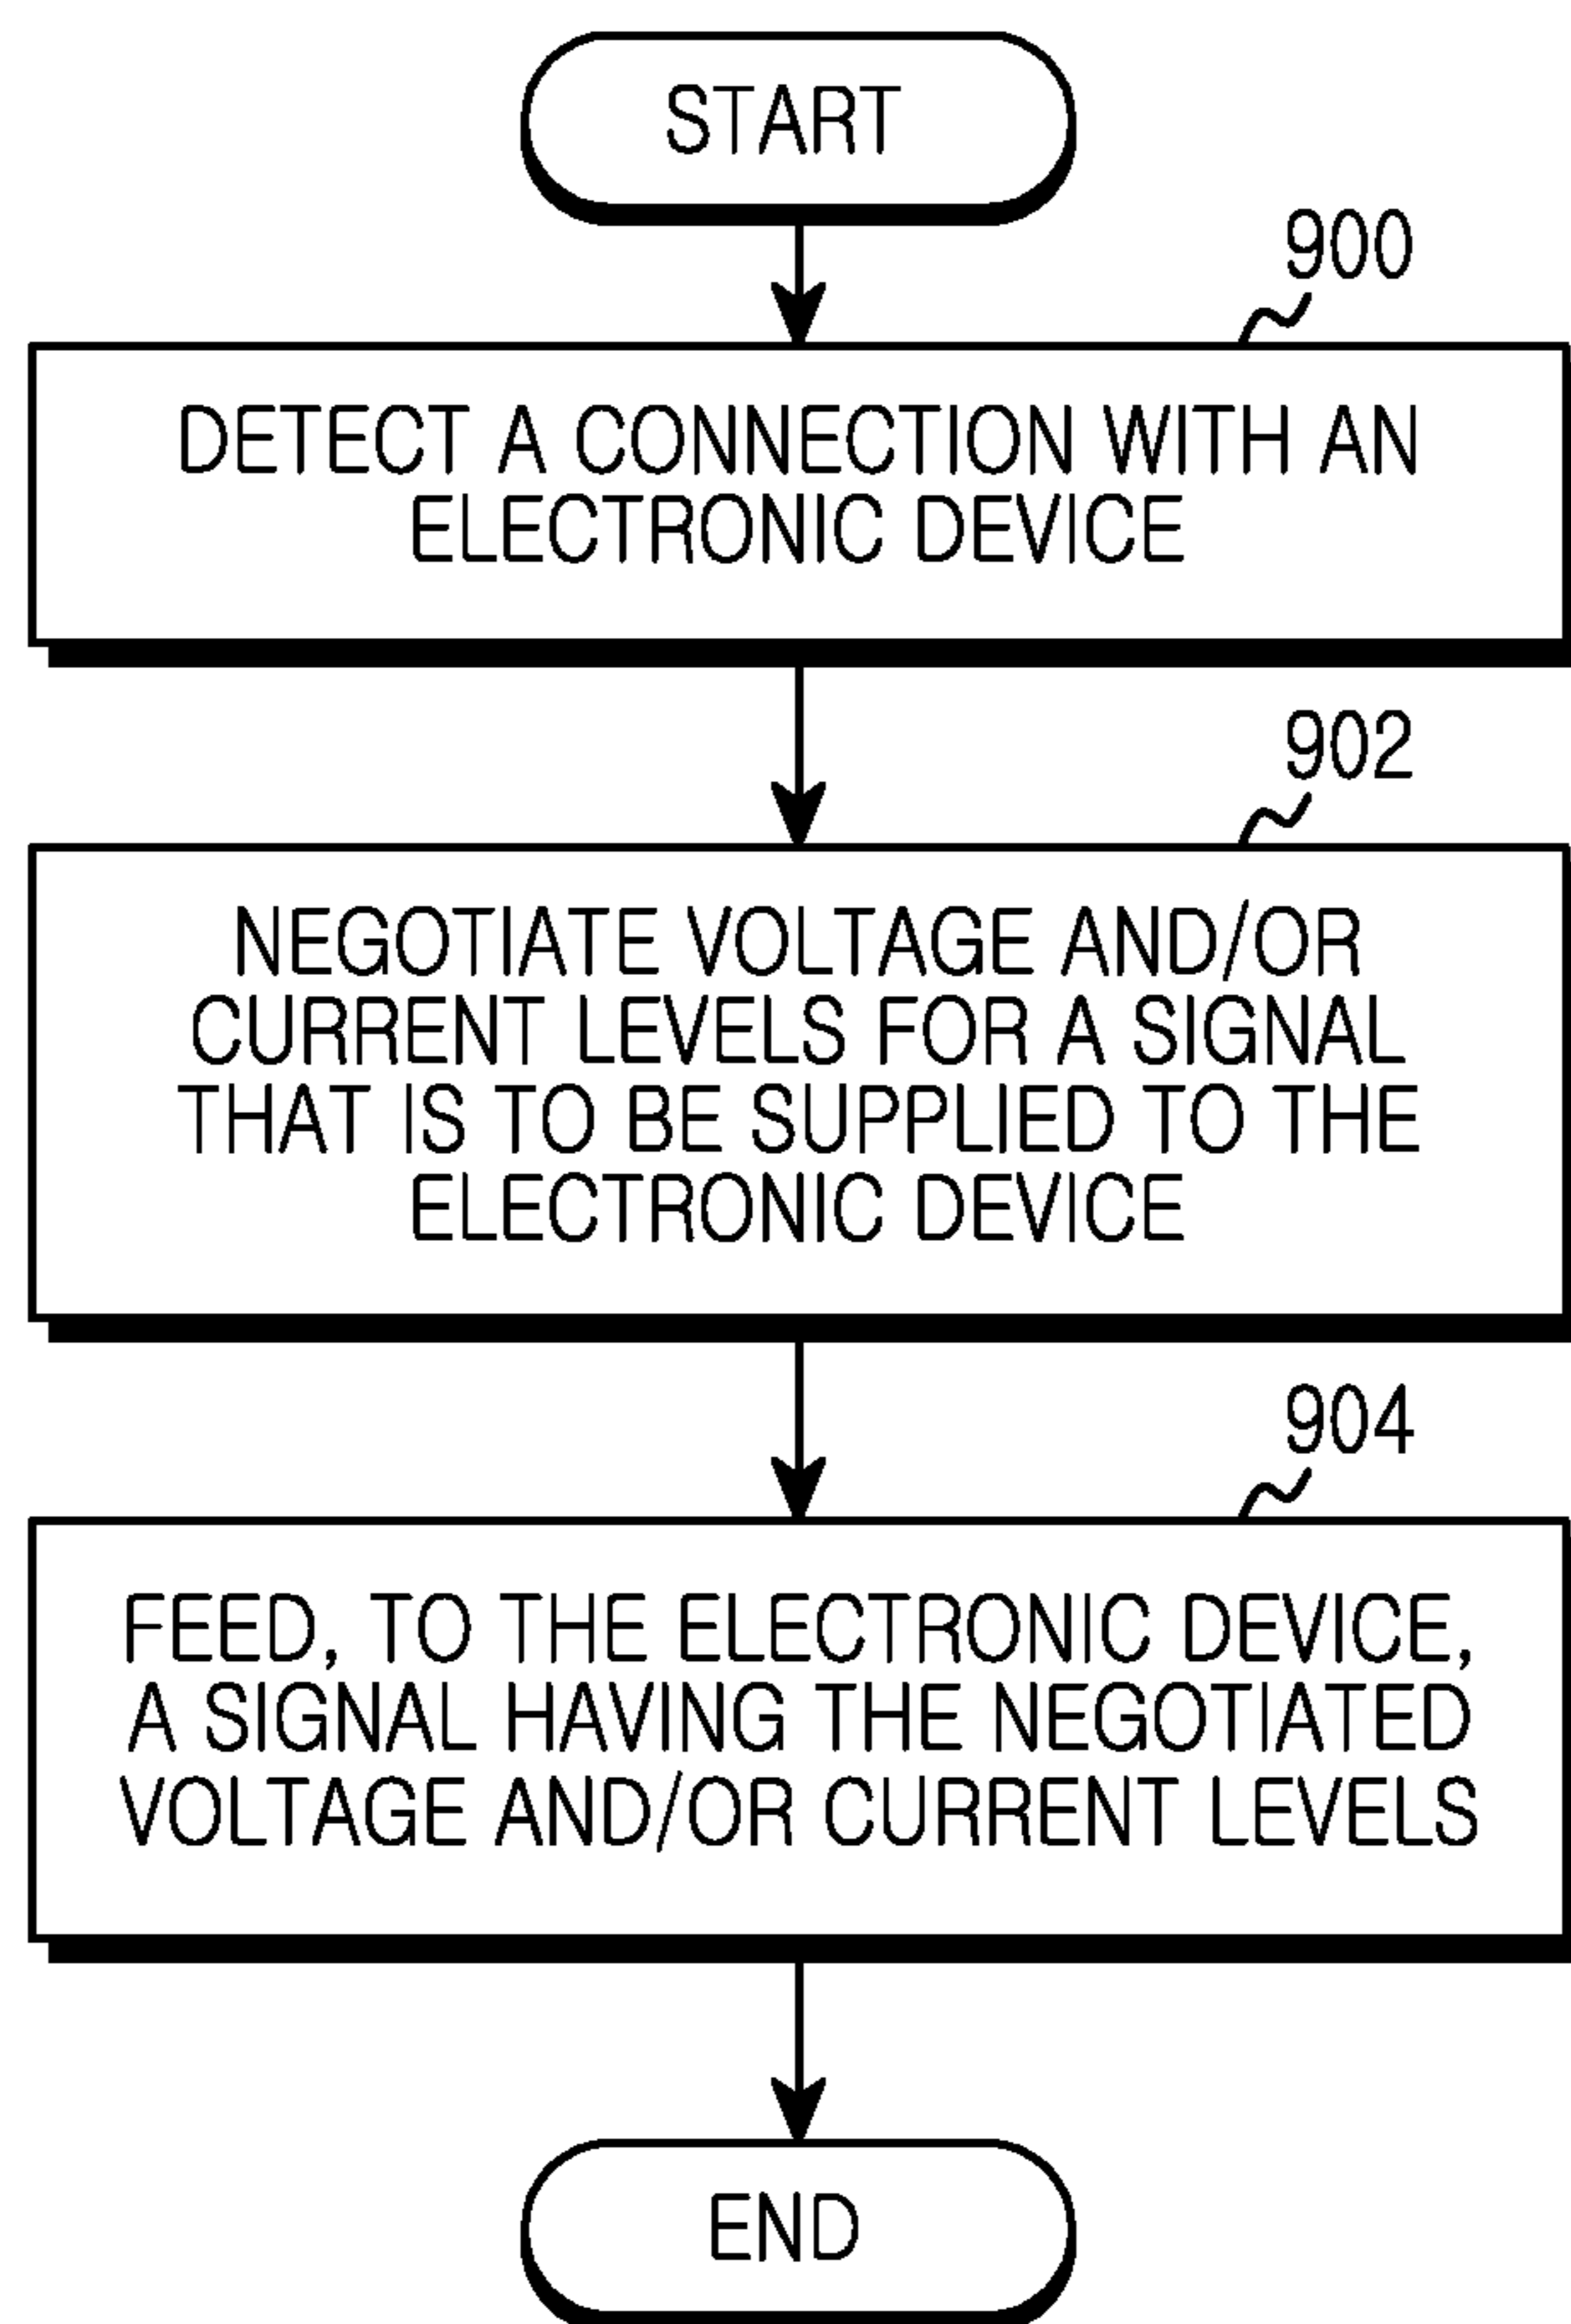 START
900
DETECT A CONNECTION WITH AN
ELECTRONIC DEVICE
902
NEGOTIATE VOLTAGE AND/OR
CURRENT LEVELS FOR A SIGNAL
THAT IS TO BE SUPPLIED TO THE
ELECTRONIC DEVICE
904
FEED, TO THE ELECTRONIC DEVICE,
A SIGNAL HAVING THE NEGOTIATED
VOLTAGE AND/OR CURRENT LEVELS
END